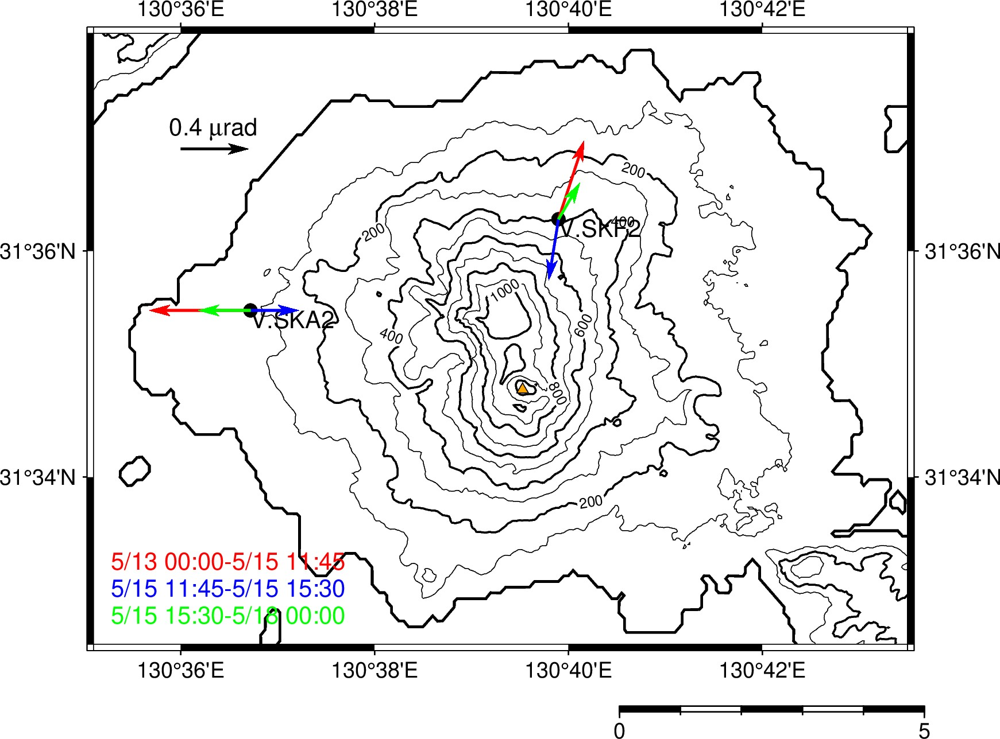 130°36'E 130°38'E 130°40'E 130°42'E
0.4 μrad
200
200
400
V.SKF2
31°36'N 31°36'N
1000
V.SKA2
400
600
800
31°34'N 31°34'N
200
5/13 00:00-5/15 11:45
5/15 11:45-5/15 15:30
5/15 15:30-5/18 00:00
130°36'E 130°38'E 130°40'E 130°42'E
0 5